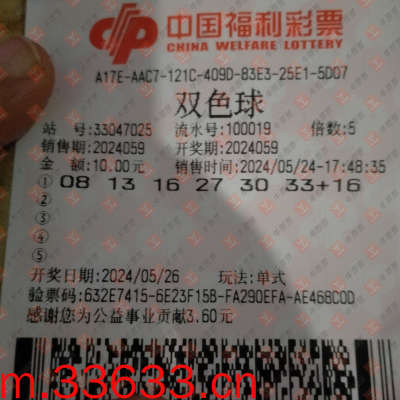 中国福利彩票
CHINA WELFARE LOTTERY
A17E-AAC7-121C-409D-83E3-25E1-5D07
双色球
站 号:33047025 流水号:100019 倍数:5
销售期:2024059 开奖期:2024059
金 额:10.00元 销售时间:2024/05/24-17:48:35
① 08 13 16 27 30 33+16
②
③
④
⑤
开奖日期:2024/05/26 玩法:单式
验票码:632E7415-6E23F15B-FA290EFA-AE468C0D
感谢您为公益事业贡献3.60元
m.33633.cn